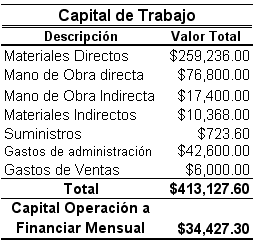 Capital de Trabajo
Descripción Valor Total
Materiales Directos $259,236.00
Mano de Obra directa $76,800.00
Mano de Obra Indirecta $17,400.00
Materiales Indirectos $10,368.00
Suministros $723.60
Gastos de administración $42,600.00
Gastos de Ventas $6,000.00
Total $413,127.60
Capital Operación a
Financiar Mensual $34,427.30